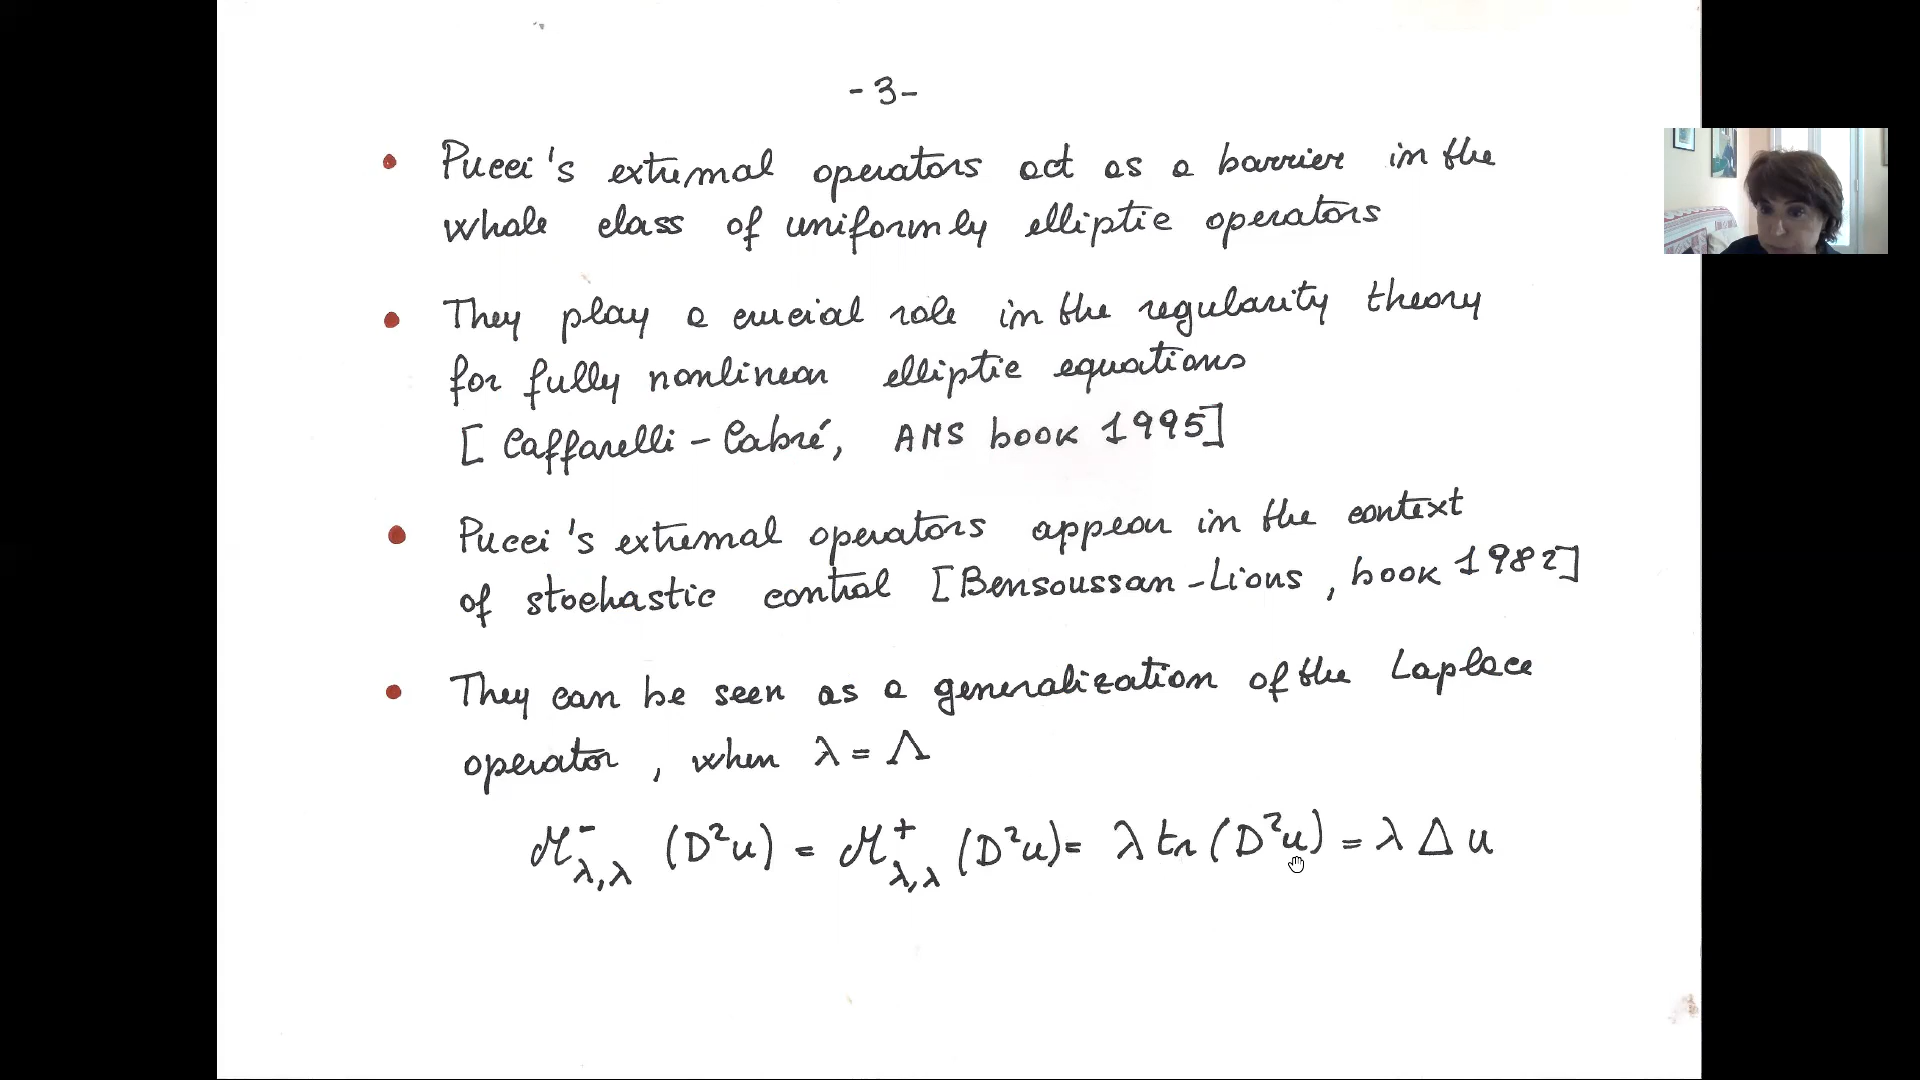 -3-
• Pucci's extremal operators act as a barrier in the
whole class of uniformly elliptic operators
• They play a crucial role in the regularity theory
for fully nonlinear elliptic equations
[Caffarelli-Cabré, AMS book 1995]
• Pucci's extremal operators appear in the context
of stochastic control [Bensoussan-Lions, book 1982]
• They can be seen as a generalization of the Laplace
operator, when λ = Λ
ℳ⁻_{λ,λ} (D²u) = ℳ⁺_{λ,λ} (D²u) = λ tr (D²u) = λ Δ u